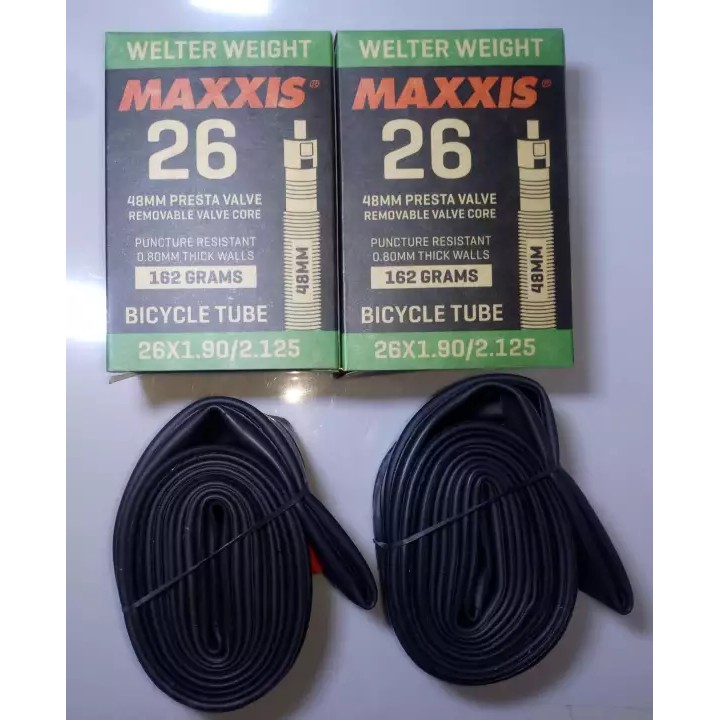 WELTER WEIGHT
MAXXIS®
26
48MM PRESTA VALVE
REMOVABLE VALVE CORE
PUNCTURE RESISTANT
0.80MM THICK WALLS
162 GRAMS
48MM
BICYCLE TUBE
26X1.90/2.125
WELTER WEIGHT
MAXXIS®
26
48MM PRESTA VALVE
REMOVABLE VALVE CORE
PUNCTURE RESISTANT
0.80MM THICK WALLS
162 GRAMS
48MM
BICYCLE TUBE
26X1.90/2.125